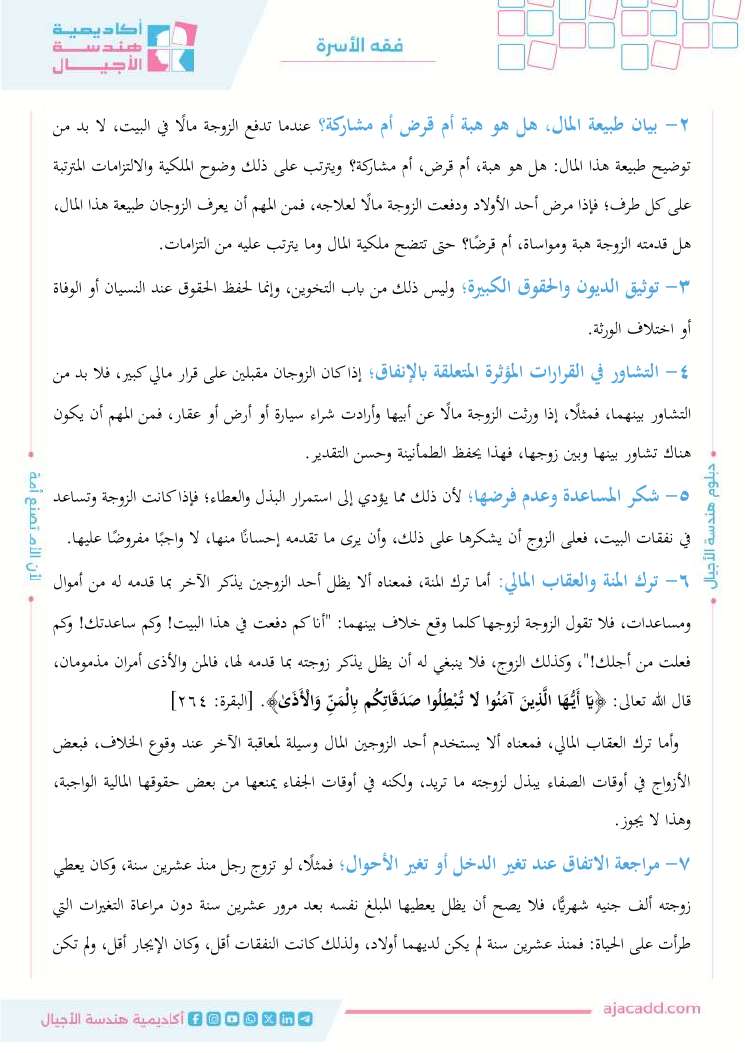 أكاديمية
هندسة
الأجيال
فقه الأسرة
٢- بيان طبيعة المال، هل هو هبة أم قرض أم مشاركة؟ عندما تدفع الزوجة مالًا في البيت، لا بد من
توضيح طبيعة هذا المال: هل هو هبة، أم قرض، أم مشاركة؟ ويترتب على ذلك وضوح الملكية والالتزامات المترتبة
على كل طرف؛ فإذا مرض أحد الأولاد ودفعت الزوجة مالًا لعلاجه، فمن المهم أن يعرف الزوجان طبيعة هذا المال،
هل قدمته الزوجة هبة ومواساة، أم قرضًا؟ حتى تتضح ملكية المال وما يترتب عليه من التزامات.
٣- توثيق الديون والحقوق الكبيرة؛ وليس ذلك من باب التخوين، وإنما لحفظ الحقوق عند النسيان أو الوفاة
أو اختلاف الورثة.
٤- التشاور في القرارات المؤثرة المتعلقة بالإنفاق؛ إذا كان الزوجان مقبلين على قرار مالي كبير، فلا بد من
التشاور بينهما، فمثلًا، إذا ورثت الزوجة مالًا عن أبيها وأرادت شراء سيارة أو أرض أو عقار، فمن المهم أن يكون
هناك تشاور بينها وبين زوجها، فهذا يحفظ الطمأنينة وحسن التقدير.
٥- شكر المساعدة وعدم فرضها؛ لأن ذلك مما يؤدي إلى استمرار البذل والعطاء؛ فإذا كانت الزوجة وتساعد
في نفقات البيت، فعلى الزوج أن يشكرها على ذلك، وأن يرى ما تقدمه إحسانًا منها، لا واجبًا مفروضًا عليها.
٦- ترك المنة والعقاب المالي: أما ترك المنة، فمعناه ألا يظل أحد الزوجين يذكر الآخر بما قدمه له من أموال
ومساعدات، فلا تقول الزوجة لزوجها كلما وقع خلاف بينهما: "أنا كم دفعت في هذا البيت! وكم ساعدتك! وكم
فعلت من أجلك!"، وكذلك الزوج، فلا ينبغي له أن يظل يذكر زوجته بما قدمه لها، فالمن والأذى أمران مذمومان،
قال الله تعالى: ﴿يَا أَيُّهَا الَّذِينَ آمَنُوا لَا تُبْطِلُوا صَدَقَاتِكُم بِالْمَنِّ وَالْأَذَىٰ﴾. [البقرة: ٢٦٤]
وأما ترك العقاب المالي، فمعناه ألا يستخدم أحد الزوجين المال وسيلة لمعاقبة الآخر عند وقوع الخلاف، فبعض
الأزواج في أوقات الصفاء يبذل لزوجته ما تريد، ولكنه في أوقات الجفاء يمنعها من بعض حقوقها المالية الواجبة،
وهذا لا يجوز.
٧- مراجعة الاتفاق عند تغير الدخل أو تغير الأحوال؛ فمثلًا، لو تزوج رجل منذ عشرين سنة، وكان يعطي
زوجته ألف جنيه شهريًّا، فلا يصح أن يظل يعطيها المبلغ نفسه بعد مرور عشرين سنة دون مراعاة التغيرات التي
طرأت على الحياة: فمنذ عشرين سنة لم يكن لديهما أولاد، ولذلك كانت النفقات أقل، وكان الإيجار أقل، ولم تكن
دبلوم هندسة الأجيال
لأن الأم تصنع أمة
أكاديمية هندسة الأجيال
ajacadd.com